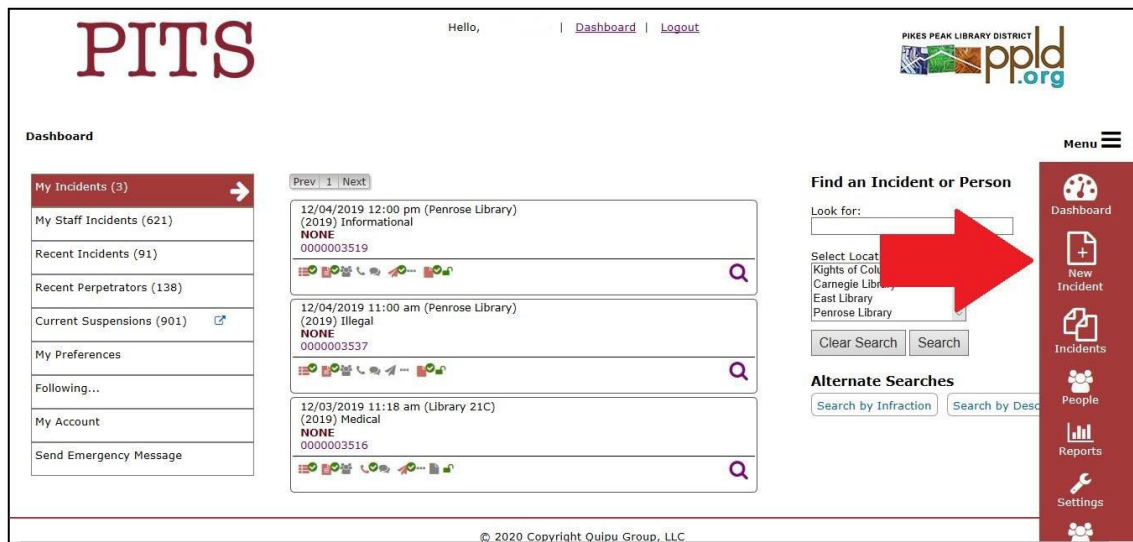 PITS
Hello, | Dashboard | Logout
PIKES PEAK LIBRARY DISTRICT
ppld
.org
Dashboard
Menu
My Incidents (3)
My Staff Incidents (621)
Recent Incidents (91)
Recent Perpetrators (138)
Current Suspensions (901)
My Preferences
Following...
My Account
Send Emergency Message
Prev 1 Next
12/04/2019 12:00 pm (Penrose Library)
(2019) Informational
NONE
0000003519
12/04/2019 11:00 am (Penrose Library)
(2019) Illegal
NONE
0000003537
12/03/2019 11:18 am (Library 21C)
(2019) Medical
NONE
0000003516
Find an Incident or Person
Look for:
Select Locati
Kights of Colu
Carnegie Library
East Library
Penrose Library
Clear Search Search
Alternate Searches
Search by Infraction Search by Desc
Dashboard
New
Incident
Incidents
People
Reports
Settings
© 2020 Copyright Quipu Group, LLC